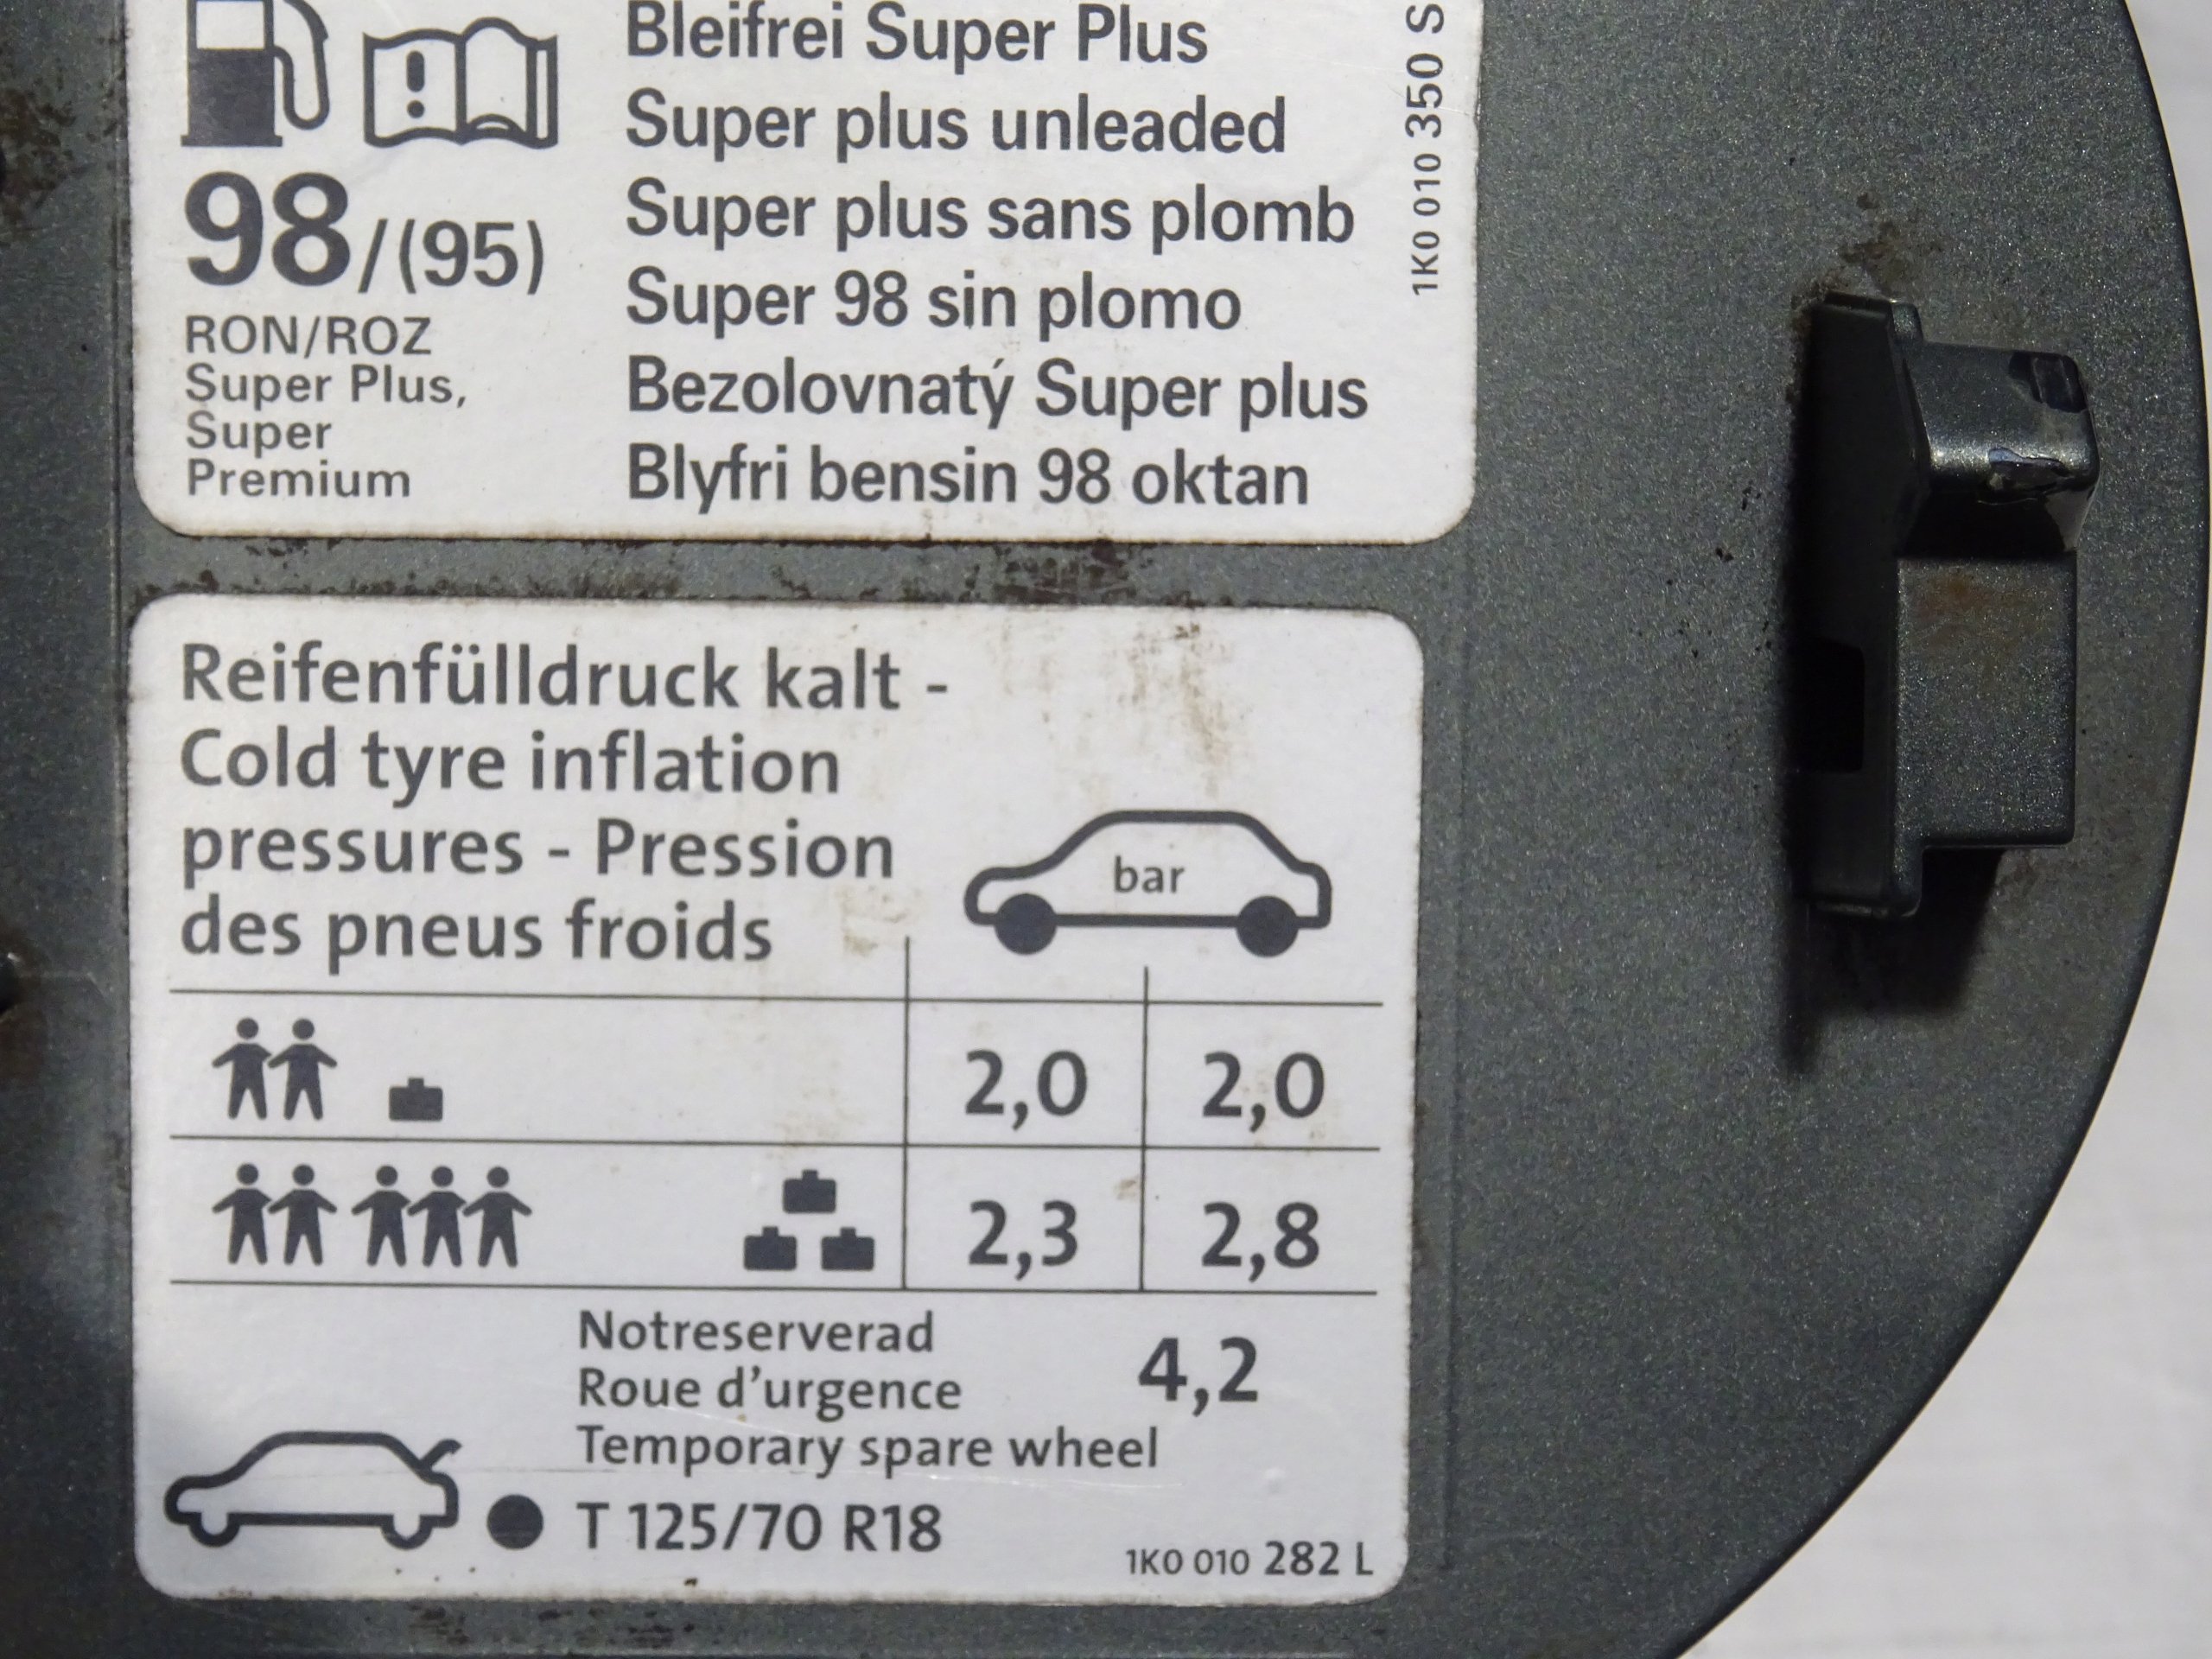 Bleifrei Super Plus
Super plus unleaded
Super plus sans plomb
Super 98 sin plomo
Bezolovnatý Super plus
Blyfri bensin 98 oktan
98/(95)
RON/ROZ
Super Plus,
Super
Premium
1K0 010 350 S
Reifenfülldruck kalt -
Cold tyre inflation
pressures - Pression
des pneus froids
bar
2,0 2,0
2,3 2,8
Notreserverad
Roue d'urgence
Temporary spare wheel
4,2
T 125/70 R18
1K0 010 282 L